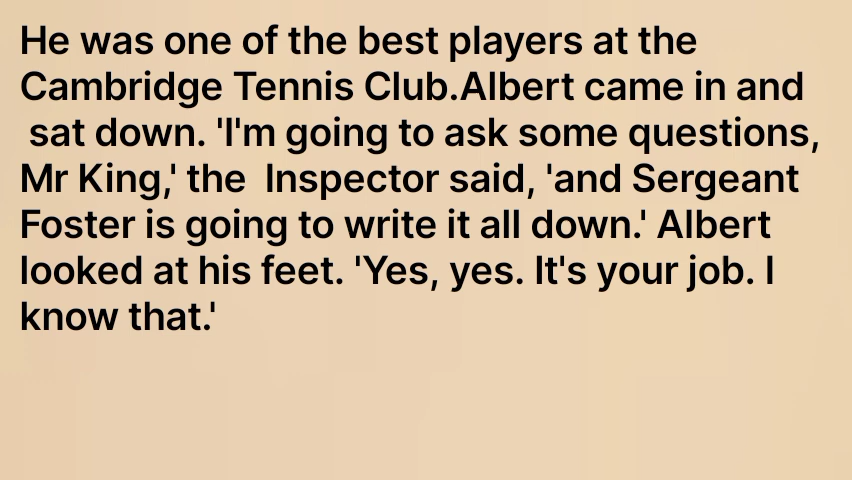 He was one of the best players at the
Cambridge Tennis Club.Albert came in and
sat down. 'I'm going to ask some questions,
Mr King,' the  Inspector said, 'and Sergeant
Foster is going to write it all down.' Albert
looked at his feet. 'Yes, yes. It's your job. I
know that.'